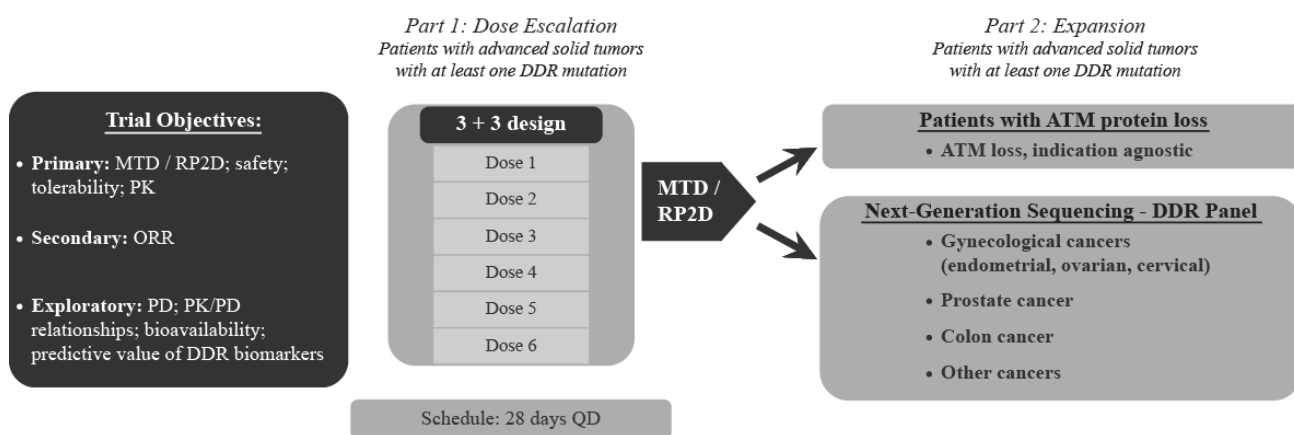 Part 1: Dose Escalation
Patients with advanced solid tumors
with at least one DDR mutation
Part 2: Expansion
Patients with advanced solid tumors
with at least one DDR mutation
Trial Objectives:
• Primary: MTD / RP2D; safety;
tolerability; PK
• Secondary: ORR
• Exploratory: PD; PK/PD
relationships; bioavailability;
predictive value of DDR biomarkers
3 + 3 design
Dose 1
Dose 2
Dose 3
Dose 4
Dose 5
Dose 6
Schedule: 28 days QD
MTD /
RP2D
Patients with ATM protein loss
• ATM loss, indication agnostic
Next-Generation Sequencing - DDR Panel
• Gynecological cancers
(endometrial, ovarian, cervical)
• Prostate cancer
• Colon cancer
• Other cancers